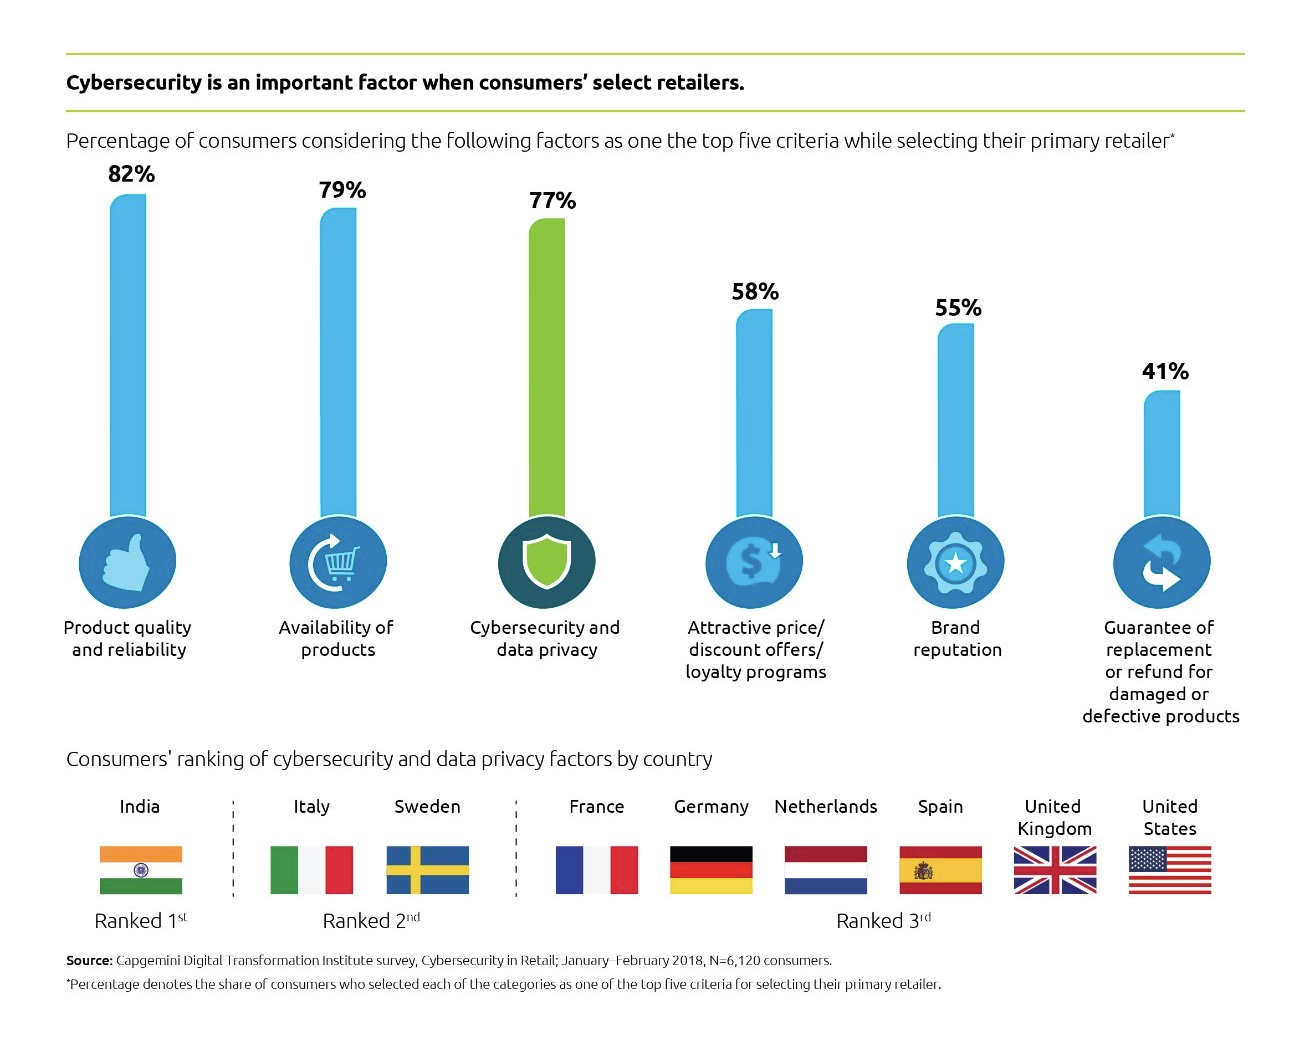 Cybersecurity is an important factor when consumers’ select retailers.
Percentage of consumers considering the following factors as one the top five criteria while selecting their primary retailer*
82%
79%
77%
58%
55%
41%
Product quality
and reliability
Availability of
products
Cybersecurity and
data privacy
Attractive price/
discount offers/
loyalty programs
Brand
reputation
Guarantee of
replacement
or refund for
damaged or
defective products
Consumers' ranking of cybersecurity and data privacy factors by country
India
Italy
Sweden
France
Germany
Netherlands
Spain
United
Kingdom
United
States
Ranked 1st
Ranked 2nd
Ranked 3rd
Source: Capgemini Digital Transformation Institute survey, Cybersecurity in Retail; January–February 2018, N=6,120 consumers.
*Percentage denotes the share of consumers who selected each of the categories as one of the top five criteria for selecting their primary retailer.